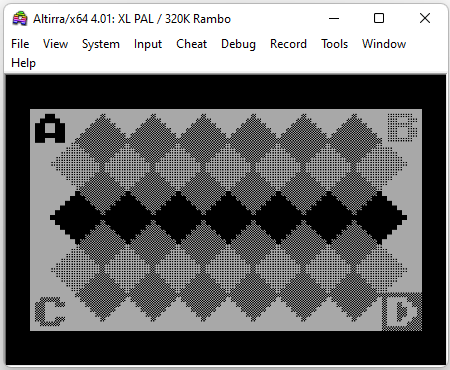 Altirra/x64 4.01: XL PAL / 320K Rambo
File View System Input Cheat Debug Record Tools Window
Help
A B
C D